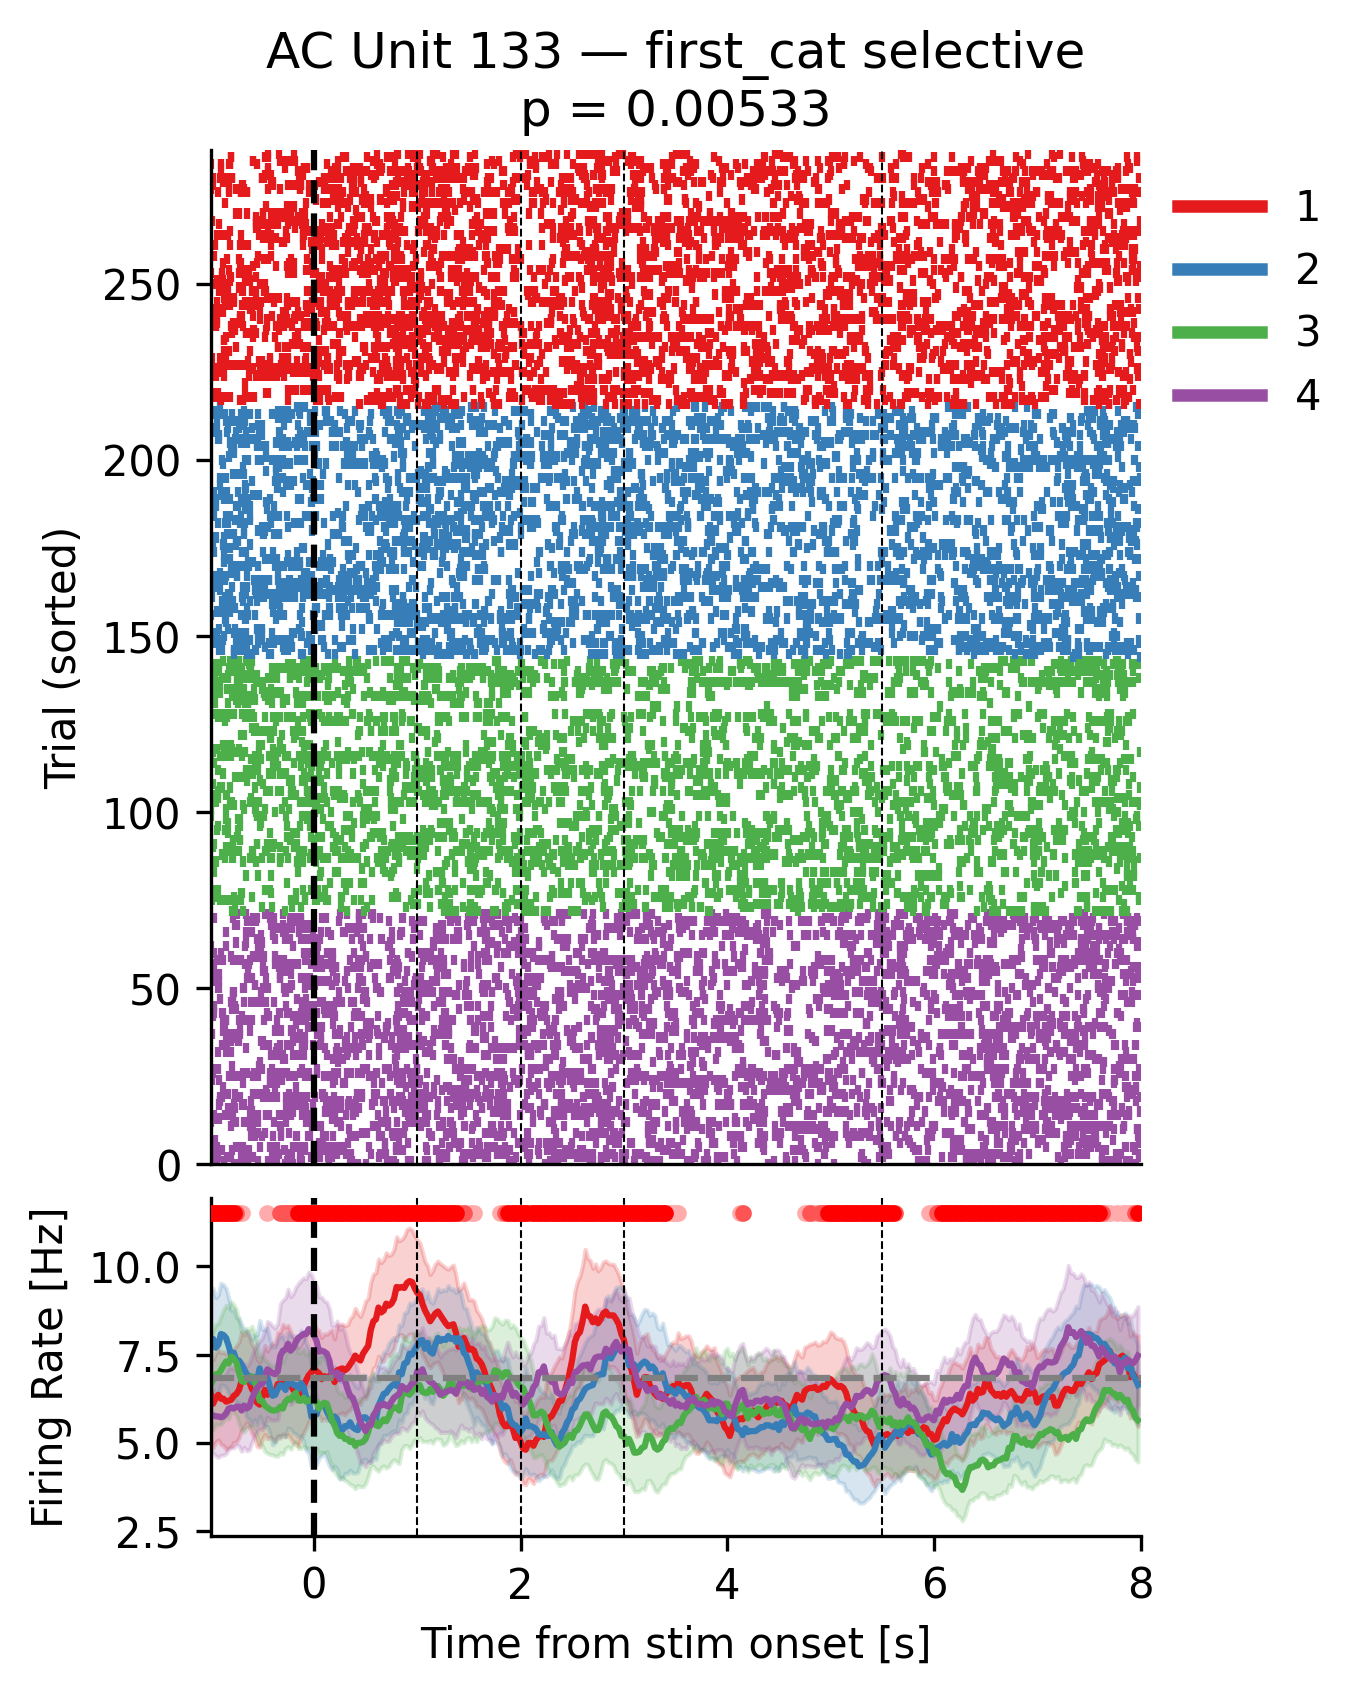 AC Unit 133 — first_cat selective
p = 0.00533
250
200
150
100
50
0
Trial (sorted)
1
2
3
4
10.0
7.5
5.0
2.5
Firing Rate [Hz]
0 2 4 6 8
Time from stim onset [s]